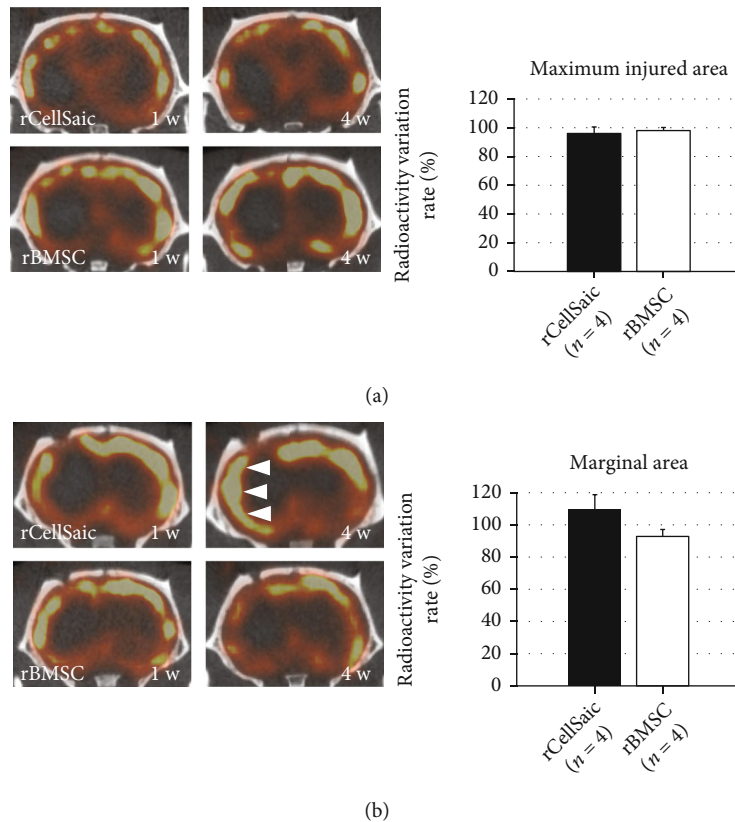 rCellSaic
1 w
4 w
rBMSC
1 w
4 w
Maximum injured area
Radioactivity variation
rate (%)
120
100
80
60
40
20
0
rCellSaic
(n = 4)
rBMSC
(n = 4)
(a)
rCellSaic
1 w
4 w
rBMSC
1 w
4 w
Marginal area
Radioactivity variation
rate (%)
120
100
80
60
40
20
0
rCellSaic
(n = 4)
rBMSC
(n = 4)
(b)